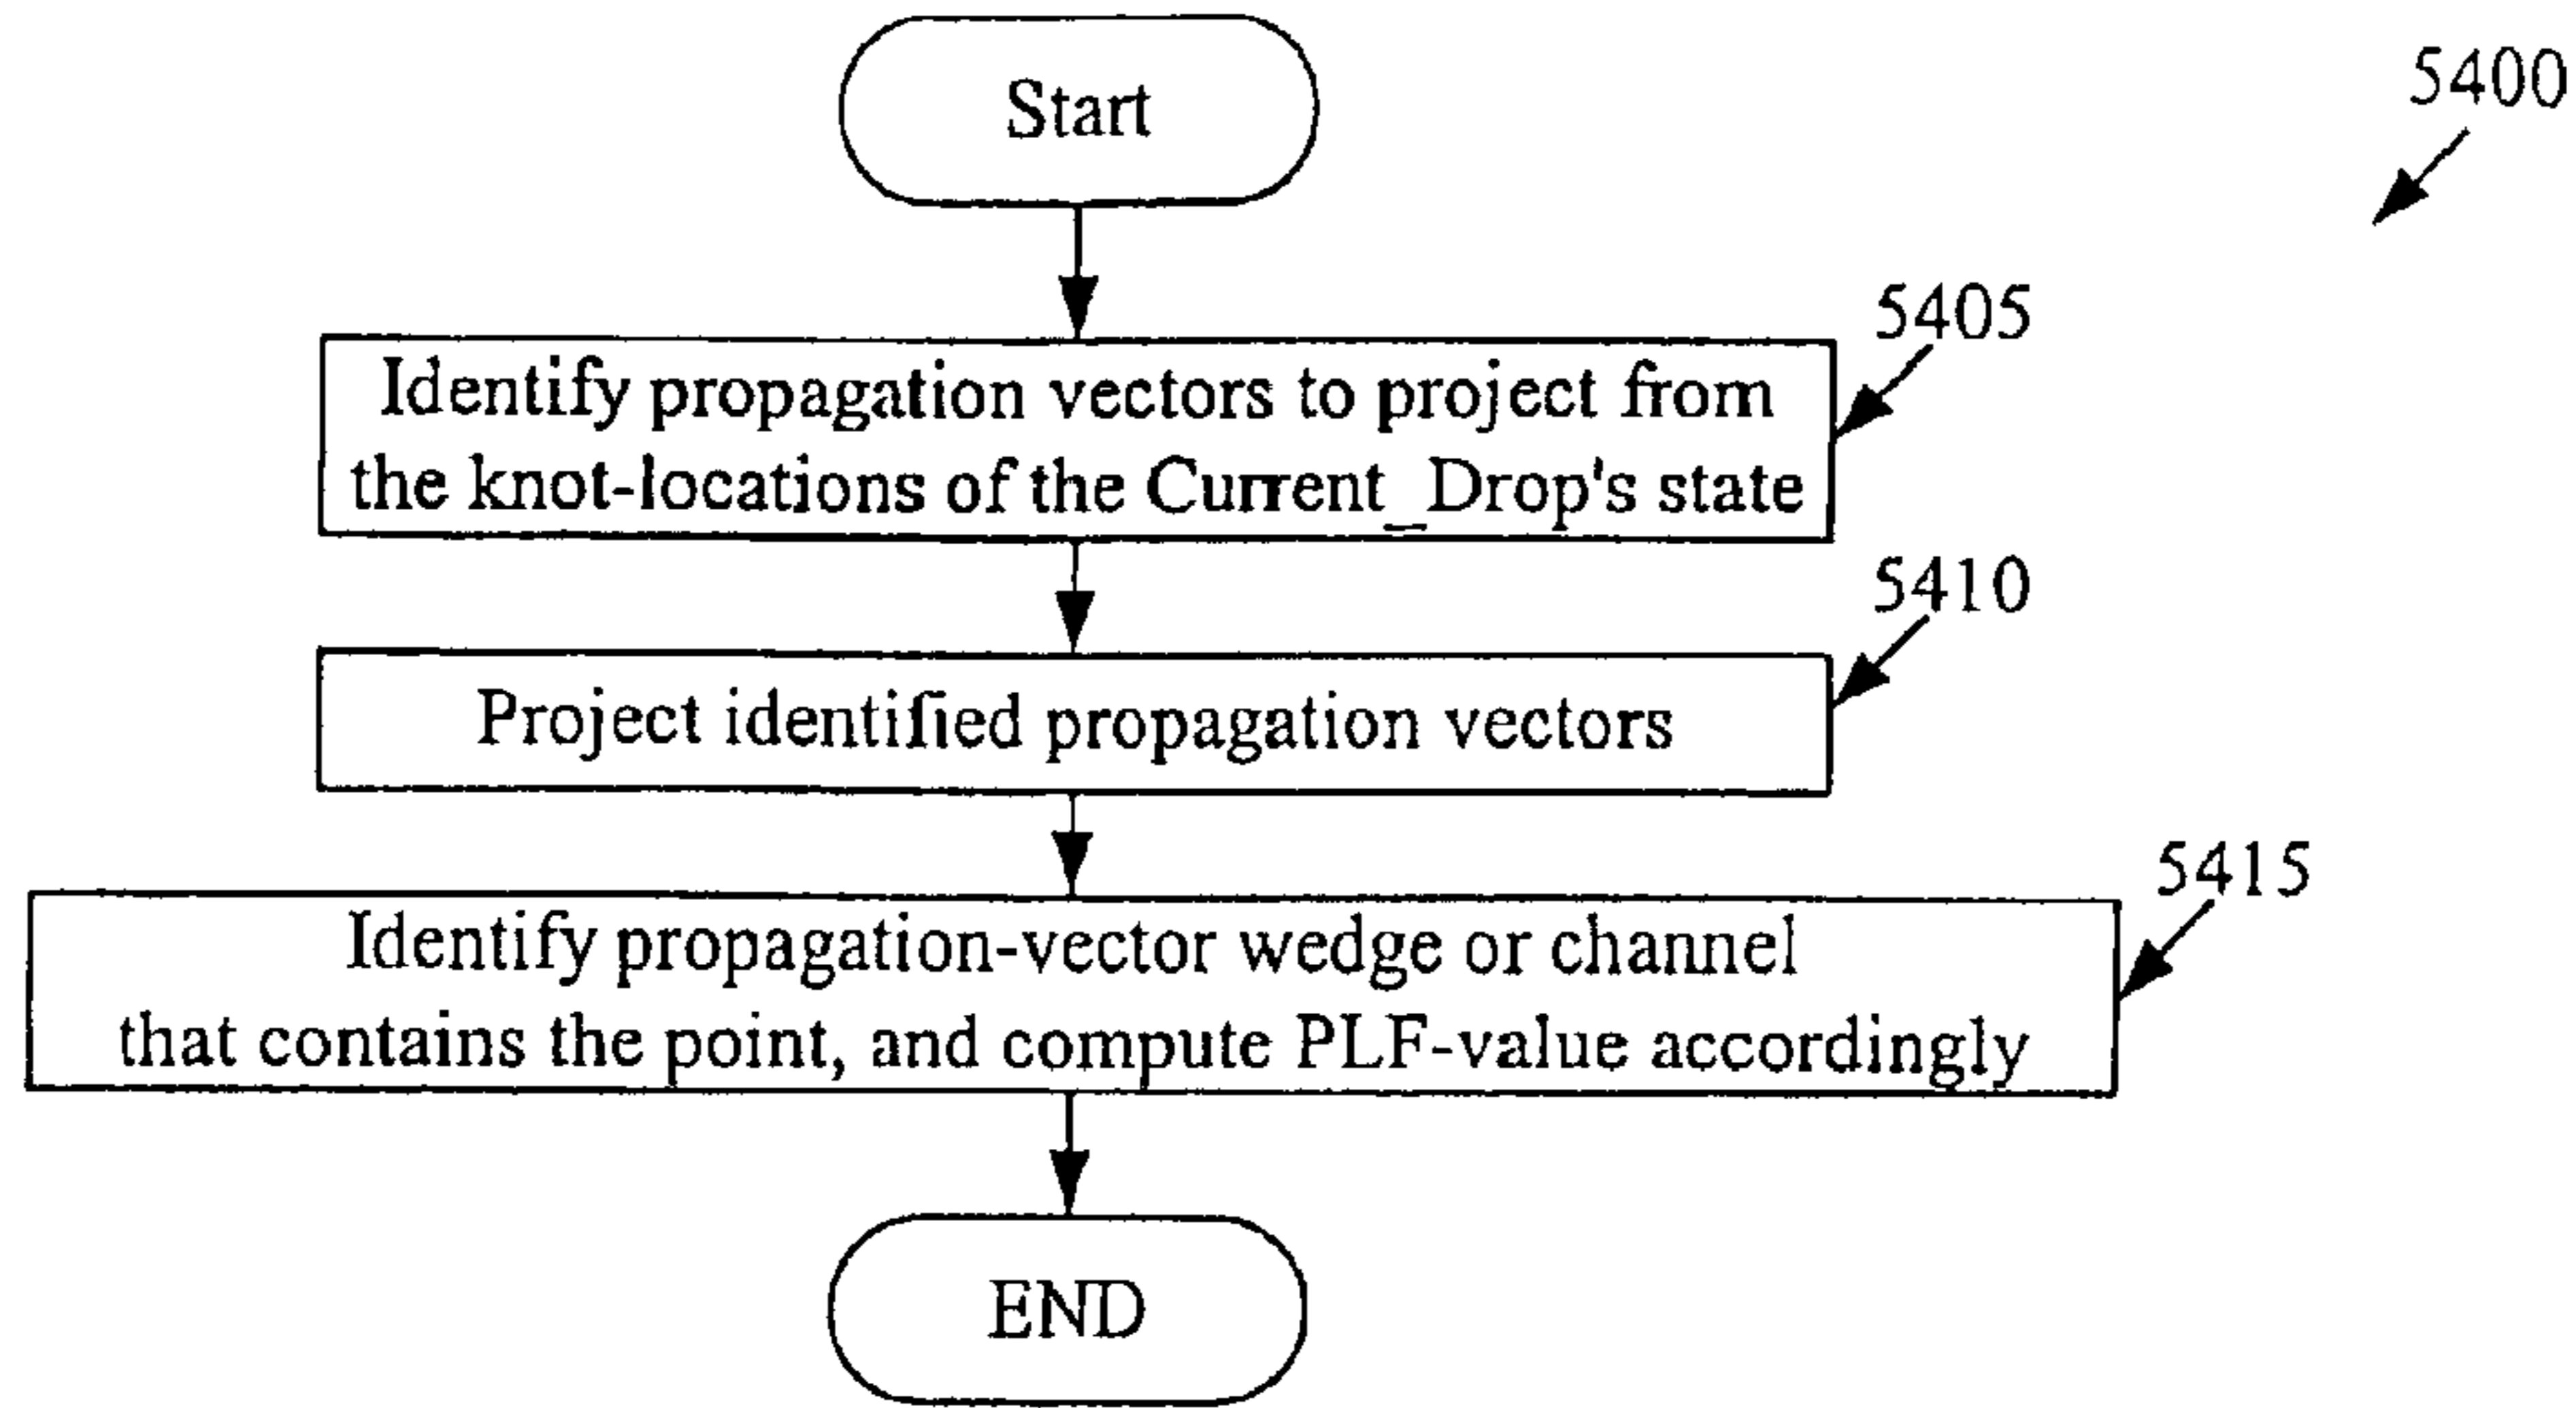 Start
5400
5405
Identify propagation vectors to project from
the knot-locations of the Current_Drop's state
5410
Project identified propagation vectors
5415
Identify propagation-vector wedge or channel
that contains the point, and compute PLF-value accordingly
END